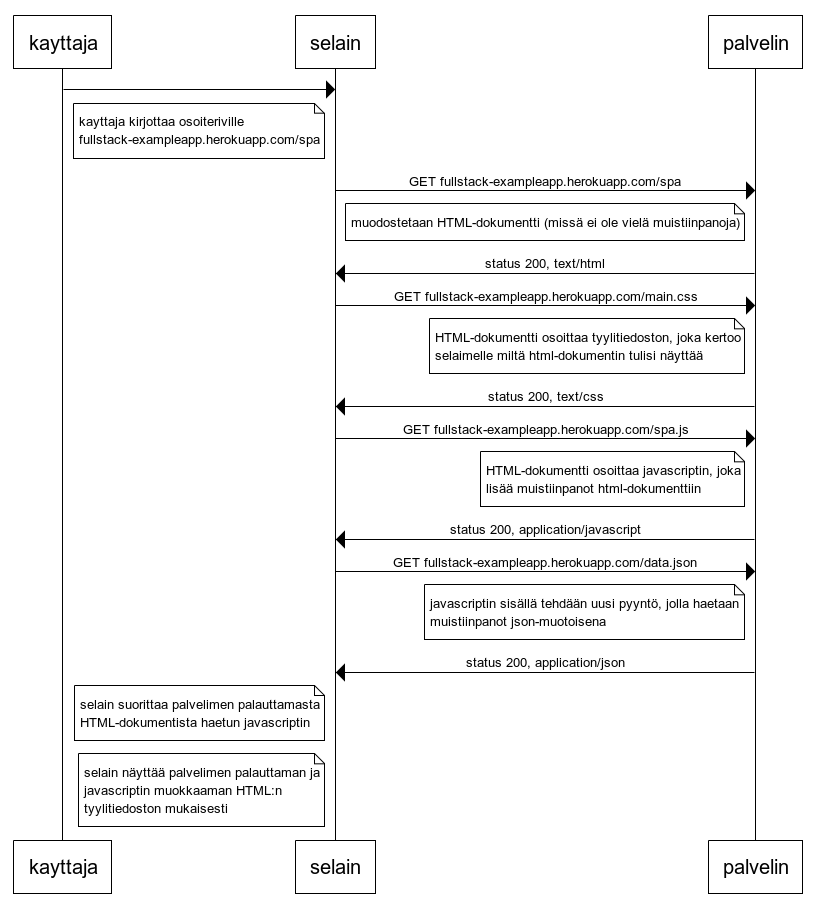 kayttaja
selain
palvelin
kayttaja kirjottaa osoiteriville
fullstack-exampleapp.herokuapp.com/spa
GET fullstack-exampleapp.herokuapp.com/spa
muodostetaan HTML-dokumentti (missä ei ole vielä muistiinpanoja)
status 200, text/html
GET fullstack-exampleapp.herokuapp.com/main.css
HTML-dokumentti osoittaa tyylitiedoston, joka kertoo
selaimelle miltä html-dokumentin tulisi näyttää
status 200, text/css
GET fullstack-exampleapp.herokuapp.com/spa.js
HTML-dokumentti osoittaa javascriptin, joka
lisää muistiinpanot html-dokumenttiin
status 200, application/javascript
GET fullstack-exampleapp.herokuapp.com/data.json
javascriptin sisällä tehdään uusi pyyntö, jolla haetaan
muistiinpanot json-muotoisena
status 200, application/json
selain suorittaa palvelimen palauttamasta
HTML-dokumentista haetun javascriptin
selain näyttää palvelimen palauttaman ja
javascriptin muokkaaman HTML:n
tyylitiedoston mukaisesti
kayttaja
selain
palvelin